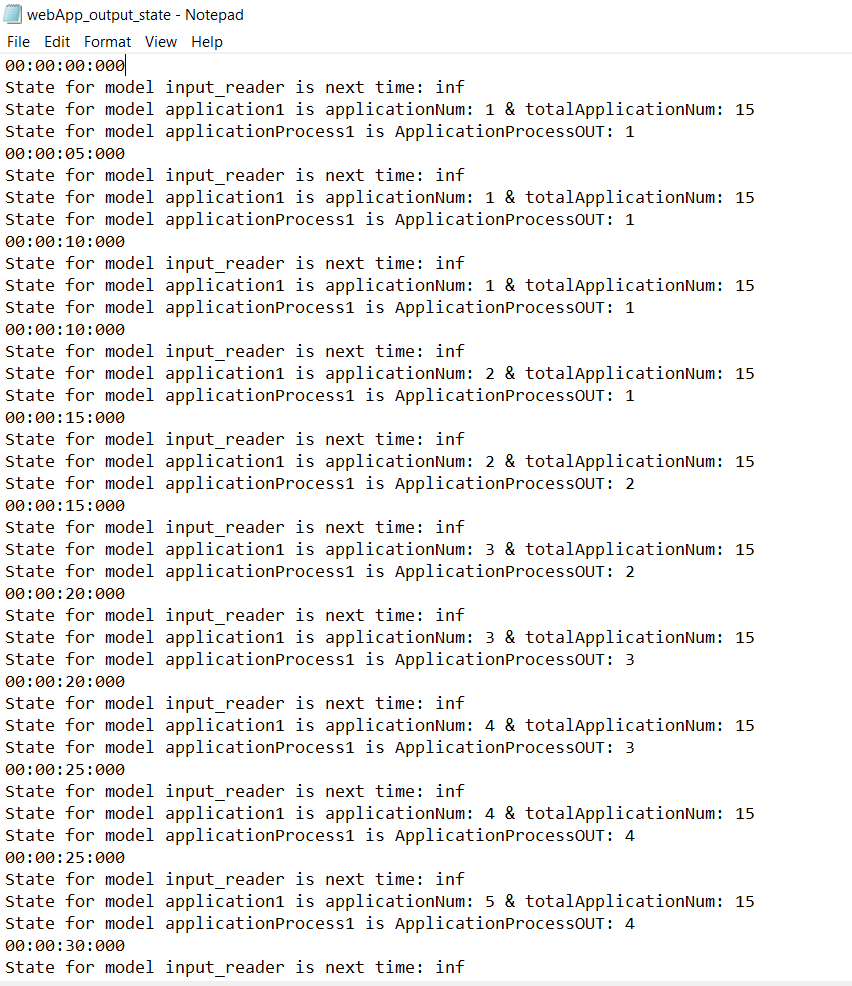 webApp_output_state - Notepad
File Edit Format View Help
00:00:00:000
State for model input_reader is next time: inf
State for model application1 is applicationNum: 1 & totalApplicationNum: 15
State for model applicationProcess1 is ApplicationProcessOUT: 1
00:00:05:000
State for model input_reader is next time: inf
State for model application1 is applicationNum: 1 & totalApplicationNum: 15
State for model applicationProcess1 is ApplicationProcessOUT: 1
00:00:10:000
State for model input_reader is next time: inf
State for model application1 is applicationNum: 1 & totalApplicationNum: 15
State for model applicationProcess1 is ApplicationProcessOUT: 1
00:00:10:000
State for model input_reader is next time: inf
State for model application1 is applicationNum: 2 & totalApplicationNum: 15
State for model applicationProcess1 is ApplicationProcessOUT: 1
00:00:15:000
State for model input_reader is next time: inf
State for model application1 is applicationNum: 2 & totalApplicationNum: 15
State for model applicationProcess1 is ApplicationProcessOUT: 2
00:00:15:000
State for model input_reader is next time: inf
State for model application1 is applicationNum: 3 & totalApplicationNum: 15
State for model applicationProcess1 is ApplicationProcessOUT: 2
00:00:20:000
State for model input_reader is next time: inf
State for model application1 is applicationNum: 3 & totalApplicationNum: 15
State for model applicationProcess1 is ApplicationProcessOUT: 3
00:00:20:000
State for model input_reader is next time: inf
State for model application1 is applicationNum: 4 & totalApplicationNum: 15
State for model applicationProcess1 is ApplicationProcessOUT: 3
00:00:25:000
State for model input_reader is next time: inf
State for model application1 is applicationNum: 4 & totalApplicationNum: 15
State for model applicationProcess1 is ApplicationProcessOUT: 4
00:00:25:000
State for model input_reader is next time: inf
State for model application1 is applicationNum: 5 & totalApplicationNum: 15
State for model applicationProcess1 is ApplicationProcessOUT: 4
00:00:30:000
State for model input_reader is next time: inf